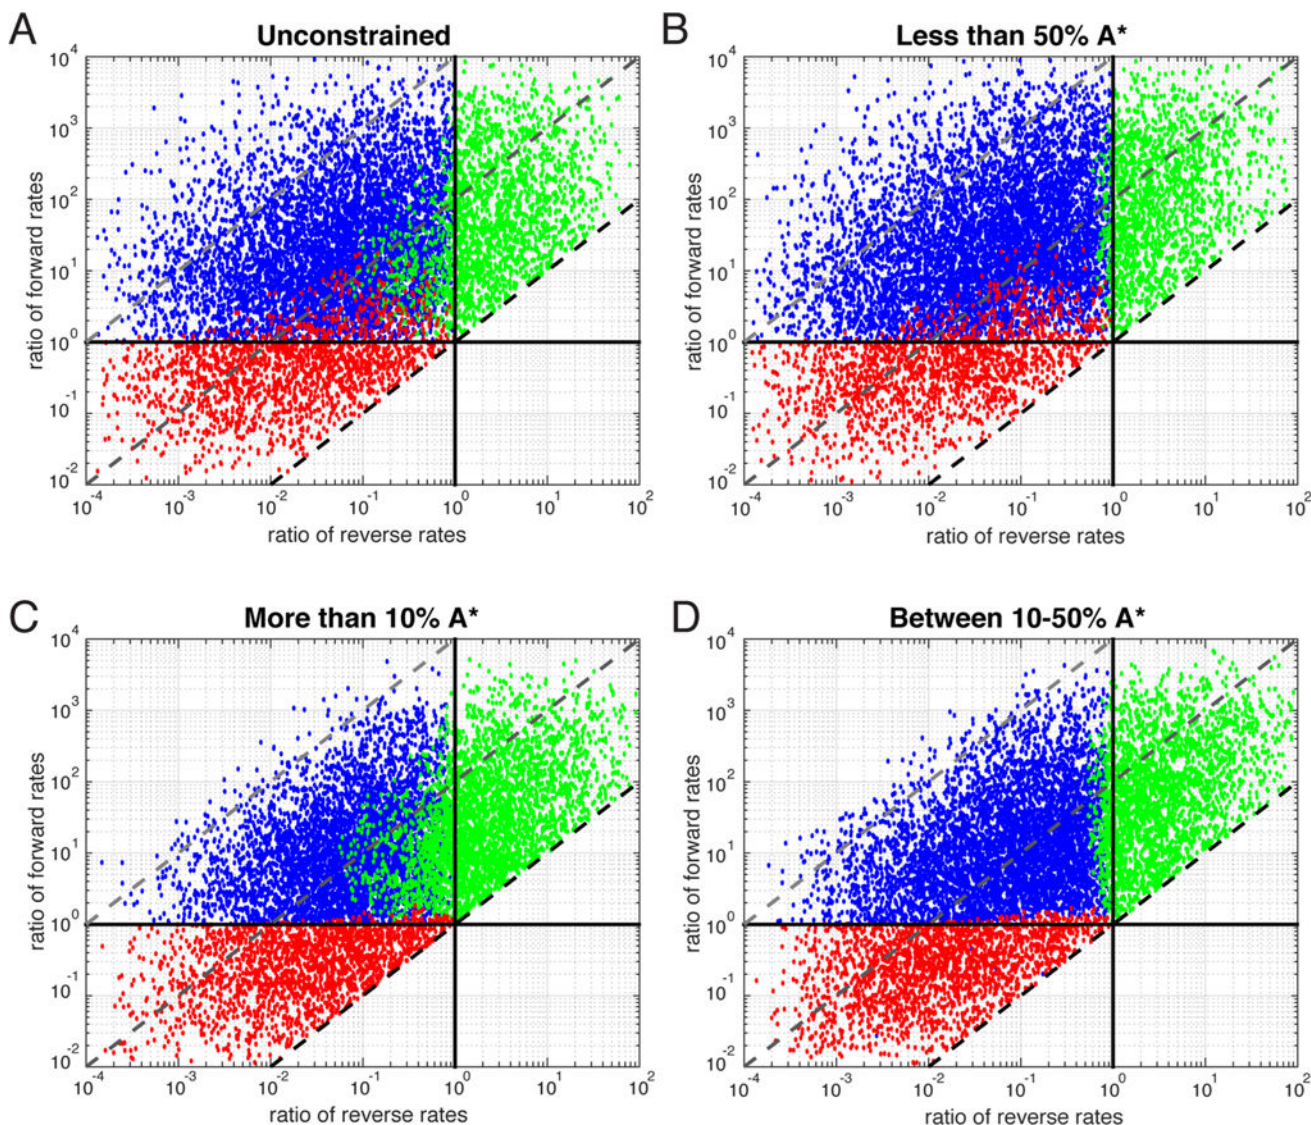 A
Unconstrained
10^4
10^3
10^2
10^1
10^0
10^-1
10^-2
ratio of forward rates
10^-4 10^-3 10^-2 10^-1 10^0 10^1 10^2
ratio of reverse rates
B
Less than 50% A*
10^4
10^3
10^2
10^1
10^0
10^-1
10^-2
ratio of forward rates
10^-4 10^-3 10^-2 10^-1 10^0 10^1 10^2
ratio of reverse rates
C
More than 10% A*
10^4
10^3
10^2
10^1
10^0
10^-1
10^-2
ratio of forward rates
10^-4 10^-3 10^-2 10^-1 10^0 10^1 10^2
ratio of reverse rates
D
Between 10-50% A*
10^4
10^3
10^2
10^1
10^0
10^-1
10^-2
ratio of forward rates
10^-4 10^-3 10^-2 10^-1 10^0 10^1 10^2
ratio of reverse rates